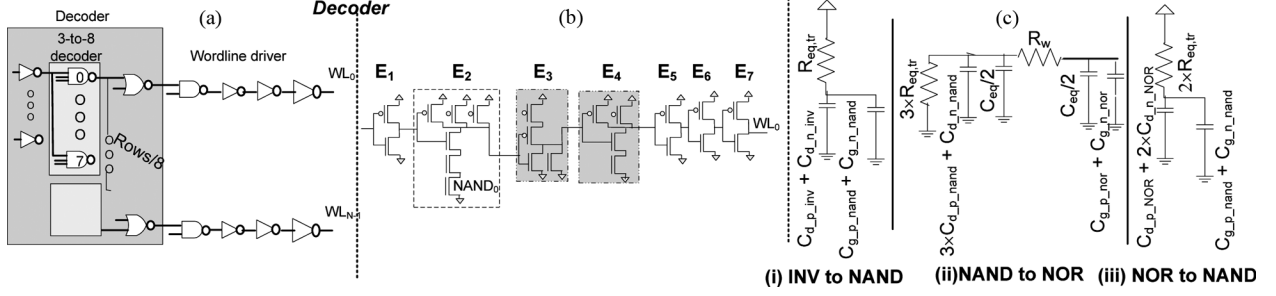 Decoder
(a)
(b)
(c)
Decoder
3-to-8
decoder
Wordline driver
0
7
Rows/8
WL0
WLN-1
E1
E2
E3
E4
E5
E6
E7
NAND0
WL0
Req,tr
Cd_p_inv + Cd_n_inv
Cg_p_nand + Cg_n_nand
(i) INV to NAND
3×Req,tr
3×Cd_p_nand + Cd_n_nand
Ceq/2
Rw
Ceq/2
Cg_p_nor + Cg_n_nor
(ii)NAND to NOR
2×Req,tr
Cd_p_NOR + 2×Cd_n_NOR
Cg_p_nand + Cg_n_nand
(iii) NOR to NAND